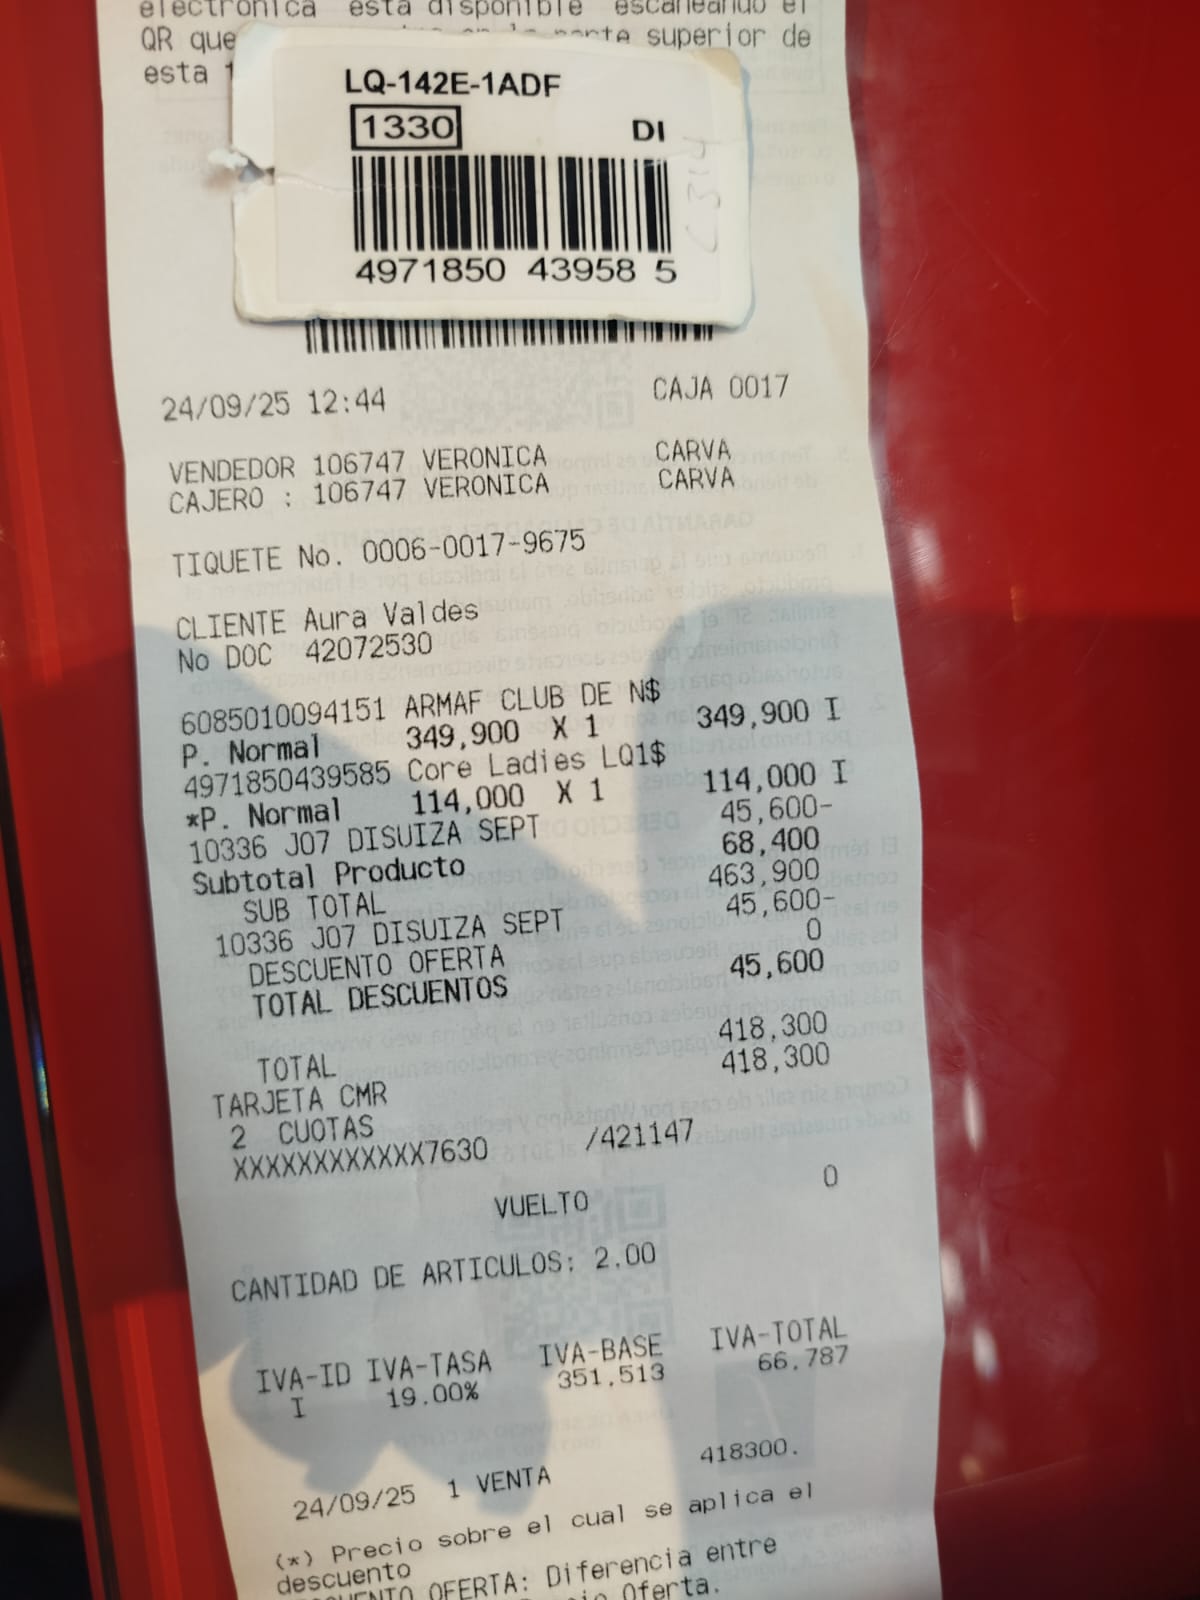 electrónica está disponible escaneando el
QR que superior de
esta
LQ-142E-1ADF
1330 DI
4971850 43958 5
24/09/25 12:44 CAJA 0017
VENDEDOR 106747 VERONICA CARVA
CAJERO : 106747 VERONICA CARVA
TIQUETE No. 0006-0017-9675
CLIENTE Aura Valdes
No DOC 42072530
6085010094151 ARMAF CLUB DE N$
P. Normal 349,900 X 1 349,900 I
4971850439585 Core Ladies LQ1$
*P. Normal 114,000 X 1 114,000 I
10336 J07 DISUIZA SEPT 45,600-
Subtotal Producto 68,400
SUB TOTAL 463,900
10336 J07 DISUIZA SEPT 45,600-
DESCUENTO OFERTA 0
TOTAL DESCUENTOS 45,600
TOTAL 418,300
TARJETA CMR 418,300
2 CUOTAS
XXXXXXXXXXXX7630 /421147
VUELTO 0
CANTIDAD DE ARTICULOS: 2.00
IVA-ID IVA-TASA IVA-BASE IVA-TOTAL
I 19.00% 351,513 66,787
24/09/25 1 VENTA 418300.
(*) Precio sobre el cual se aplica el
descuento
OFERTA: Diferencia entre
Oferta.